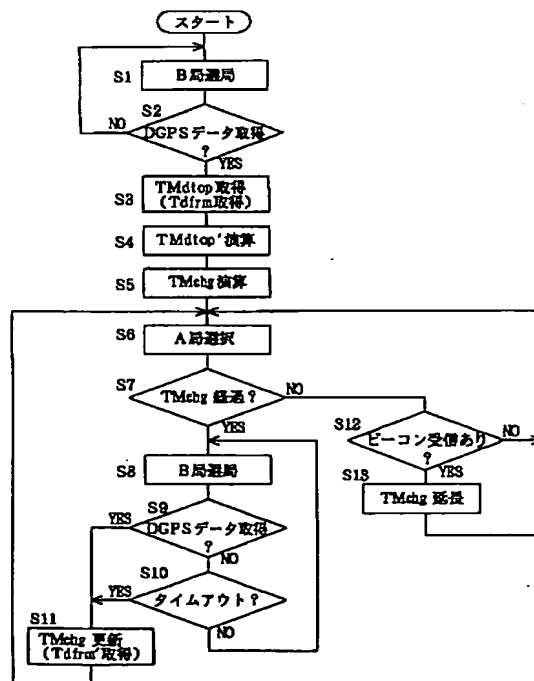 スタート
S1
B局選局
S2
DGPSデータ取得
?
NO
YES
S3
TMdtop取得
(Tdfrm取得)
S4
TMdtop'演算
S5
TMchg演算
S6
A局選択
S7
TMchg経過?
NO
YES
S12
ビーコン受信あり
?
NO
YES
S13
TMchg延長
S8
B局選局
S9
DGPSデータ取得
?
YES
NO
S10
タイムアウト?
YES
NO
S11
TMchg更新
(Tdfrm'取得)